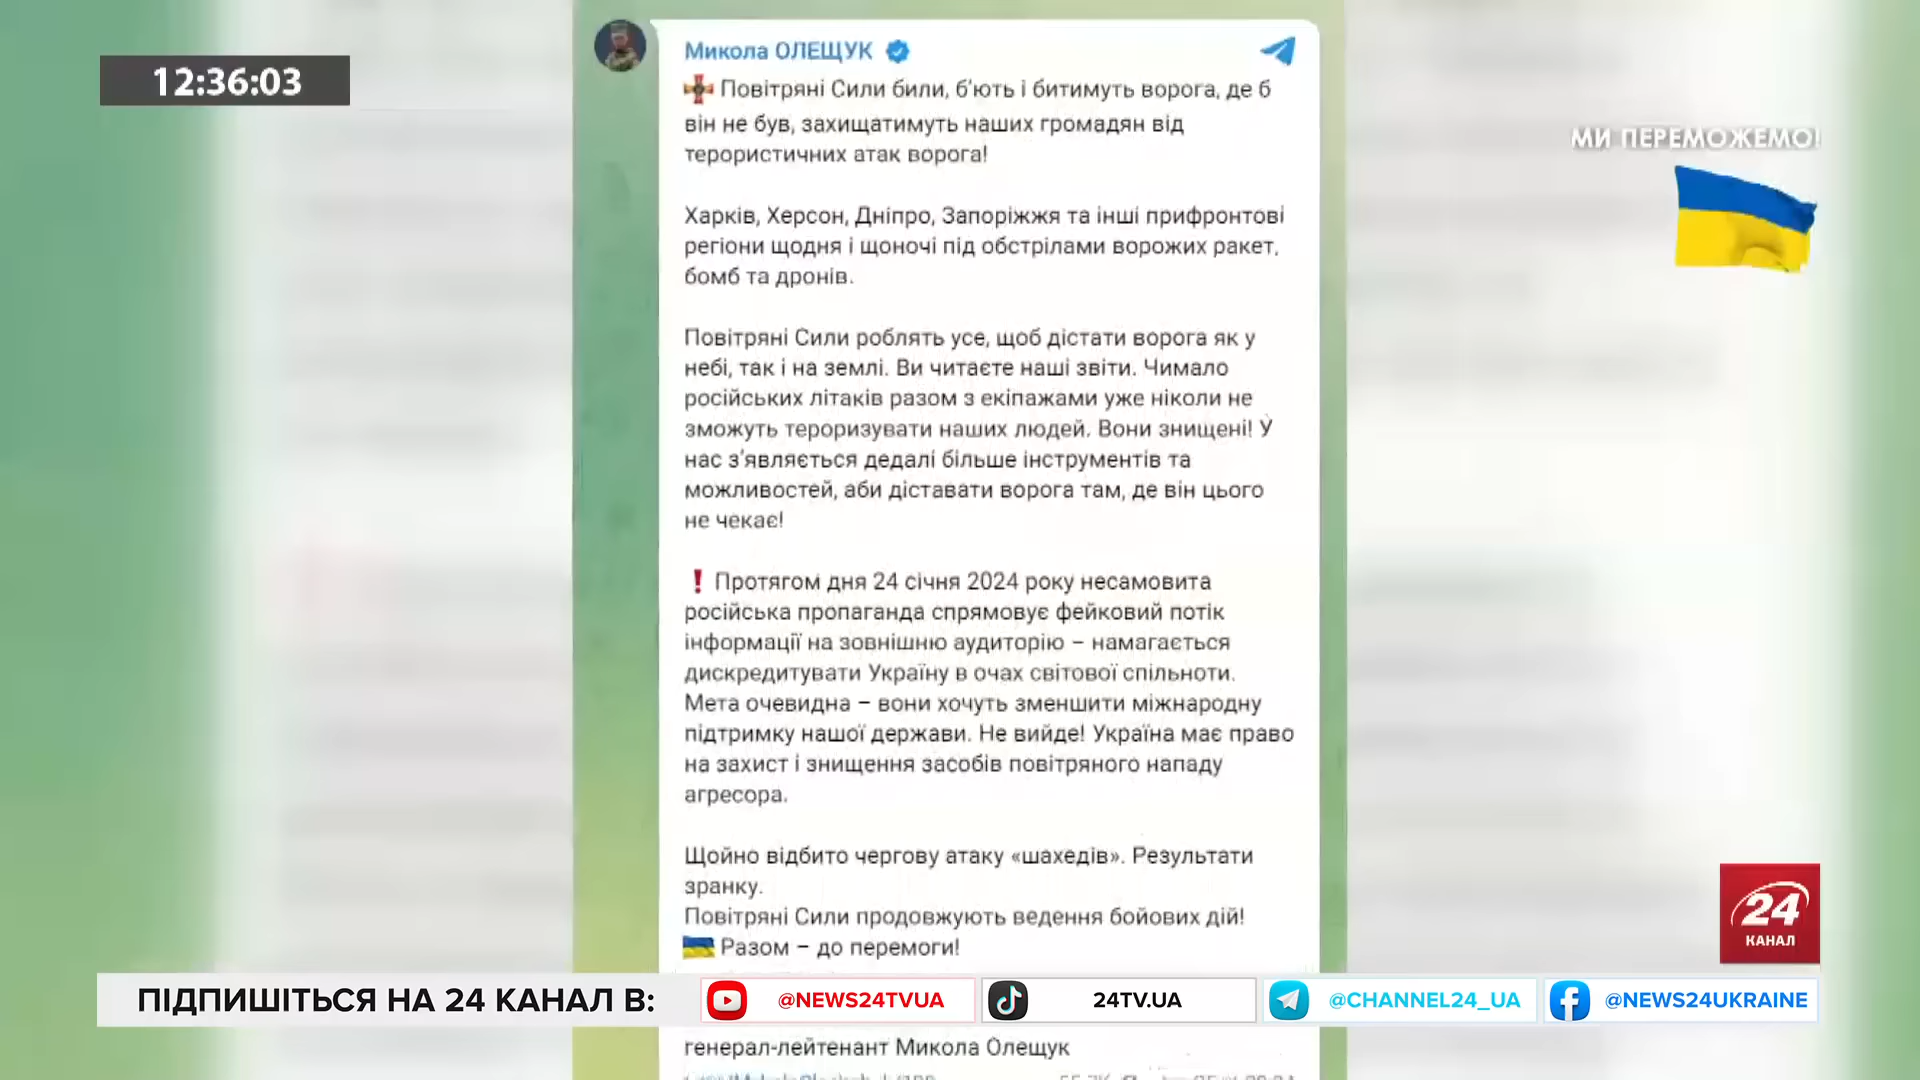 12:36:03
МИ ПЕРЕМОЖЕМО!
Микола ОЛЕЩУК
Повітряні Сили били, б'ють і битимуть ворога, де б
він не був, захищатимуть наших громадян від
терористичних атак ворога!
Харків, Херсон, Дніпро, Запоріжжя та інші прифронтові
регіони щодня і щоночі під обстрілами ворожих ракет,
бомб та дронів.
Повітряні Сили роблять усе, щоб дістати ворога як у
небі, так і на землі. Ви читаєте наші звіти. Чимало
російських літаків разом з екіпажами уже ніколи не
зможуть тероризувати наших людей. Вони знищені! У
нас з'являється дедалі більше інструментів та
можливостей, аби діставати ворога там, де він цього
не чекає!
❗ Протягом дня 24 січня 2024 року несамовита
російська пропаганда спрямовує фейковий потік
інформації на зовнішню аудиторію – намагається
дискредитувати Україну в очах світової спільноти.
Мета очевидна – вони хочуть зменшити міжнародну
підтримку нашої держави. Не вийде! Україна має право
на захист і знищення засобів повітряного нападу
агресора.
Щойно відбито чергову атаку «шахедів». Результати
зранку.
Повітряні Сили продовжують ведення бойових дій!
Разом – до перемоги!
24
КАНАЛ
ПІДПИШІТЬСЯ НА 24 КАНАЛ В:
@NEWS24TVUA
24TV.UA
@CHANNEL24_UA
@NEWS24UKRAINE
генерал-лейтенант Микола Олещук